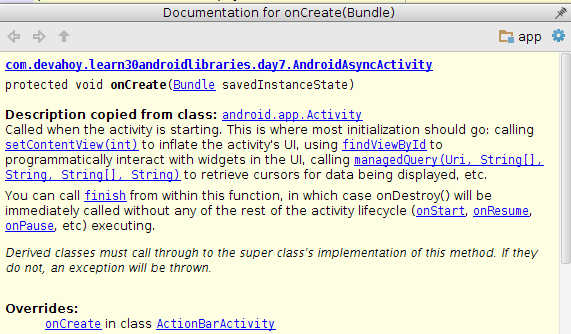 Documentation for onCreate(Bundle)
app
com.devahoy.learn30androidlibraries.day7.AndroidAsyncActivity
protected void onCreate(Bundle savedInstanceState)
Description copied from class: android.app.Activity
Called when the activity is starting. This is where most initialization should go: calling
setContentView(int) to inflate the activity's UI, using findViewById to
programmatically interact with widgets in the UI, calling managedQuery(Uri, String[],
String, String[], String) to retrieve cursors for data being displayed, etc.
You can call finish from within this function, in which case onDestroy() will be
immediately called without any of the rest of the activity lifecycle (onStart, onResume,
onPause, etc) executing.
Derived classes must call through to the super class's implementation of this method. If they
do not, an exception will be thrown.
Overrides:
onCreate in class ActionBarActivity